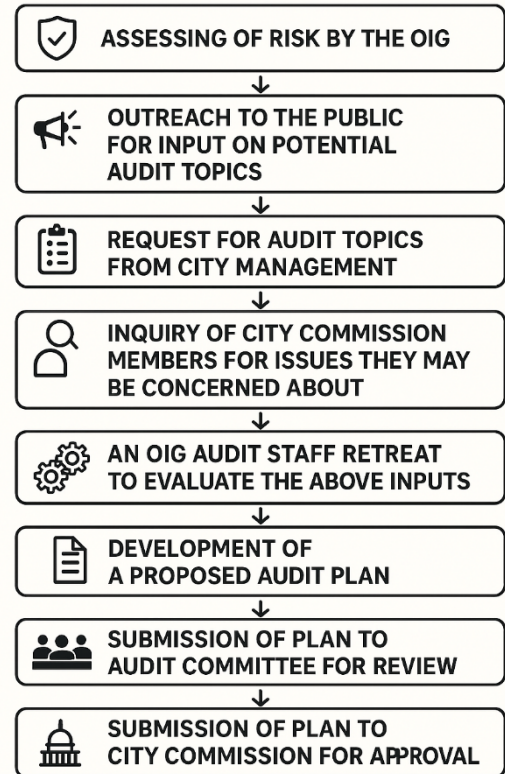 ASSESSING OF RISK BY THE OIG
OUTREACH TO THE PUBLIC
FOR INPUT ON POTENTIAL
AUDIT TOPICS
REQUEST FOR AUDIT TOPICS
FROM CITY MANAGEMENT
INQUIRY OF CITY COMMISSION
MEMBERS FOR ISSUES THEY MAY
BE CONCERNED ABOUT
AN OIG AUDIT STAFF RETREAT
TO EVALUATE THE ABOVE INPUTS
DEVELOPMENT OF
A PROPOSED AUDIT PLAN
SUBMISSION OF PLAN TO
AUDIT COMMITTEE FOR REVIEW
SUBMISSION OF PLAN TO
CITY COMMISSION FOR APPROVAL